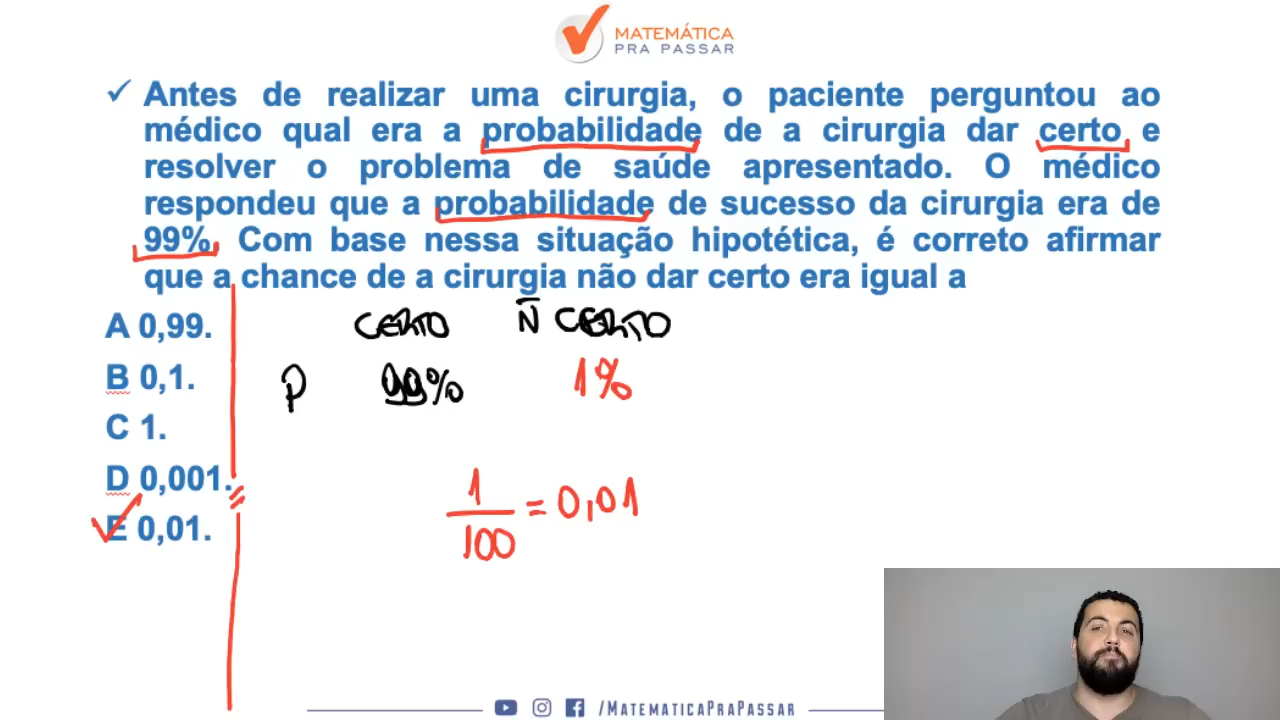 MATEMÁTICA
PRA PASSAR
✓ Antes de realizar uma cirurgia, o paciente perguntou ao
médico qual era a probabilidade de a cirurgia dar certo e
resolver o problema de saúde apresentado. O médico
respondeu que a probabilidade de sucesso da cirurgia era de
99%. Com base nessa situação hipotética, é correto afirmar
que a chance de a cirurgia não dar certo era igual a
A 0,99.
B 0,1.
C 1.
D 0,001.
E 0,01.
CERTO N̄ CERTO
P 99% 1%
1/100 = 0,01
/MATEMATICAPRAPASSAR